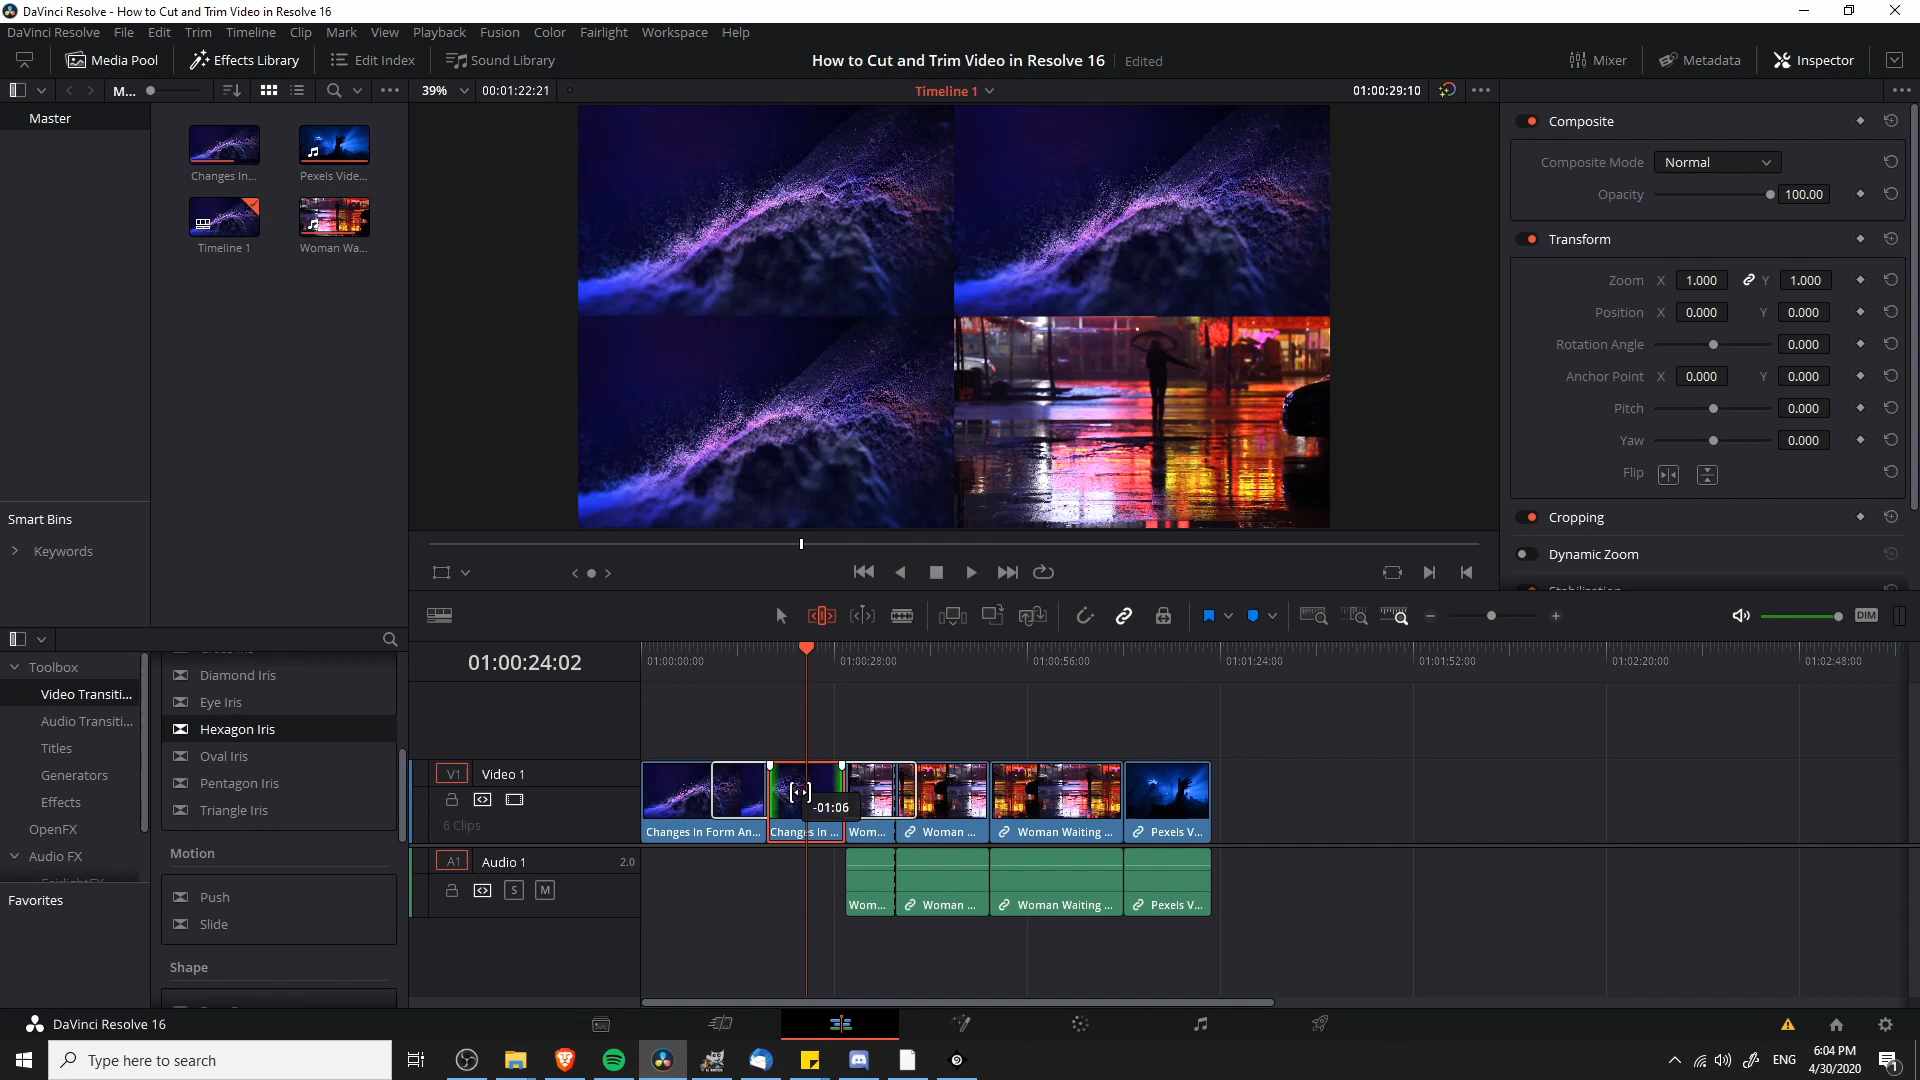 DaVinci Resolve - How to Cut and Trim Video in Resolve 16
DaVinci Resolve File Edit Trim Timeline Clip Mark View Playback Fusion Color Fairlight Workspace Help
Media Pool Effects Library Edit Index Sound Library How to Cut and Trim Video in Resolve 16 Edited Mixer Metadata Inspector
M... 39% 00:01:22:21 Timeline 1 01:00:29:10
Master
Changes In... Pexels Vide...
Timeline 1 Woman Wa...
Smart Bins
Keywords
Composite
Composite Mode Normal
Opacity 100.00
Transform
Zoom X 1.000 Y 1.000
Position X 0.000 Y 0.000
Rotation Angle 0.000
Anchor Point X 0.000 Y 0.000
Pitch 0.000
Yaw 0.000
Flip
Cropping
Dynamic Zoom
DIM
Toolbox
Video Transiti...
Audio Transiti...
Titles
Generators
Effects
OpenFX
Audio FX
Favorites
Diamond Iris
Eye Iris
Hexagon Iris
Oval Iris
Pentagon Iris
Triangle Iris
Motion
Push
Slide
Shape
01:00:24:02
01:00:00:00 01:00:28:00 01:00:56:00 01:01:24:00 01:01:52:00 01:02:20:00 01:02:48:00
V1 Video 1
6 Clips
-01:06
Changes In Form An... Changes In ... Wom... Woman ... Woman Waiting ... Pexels V...
A1 Audio 1 2.0
S M
Wom... Woman ... Woman Waiting ... Pexels V...
DaVinci Resolve 16
Type here to search
ENG
6:04 PM
4/30/2020
1